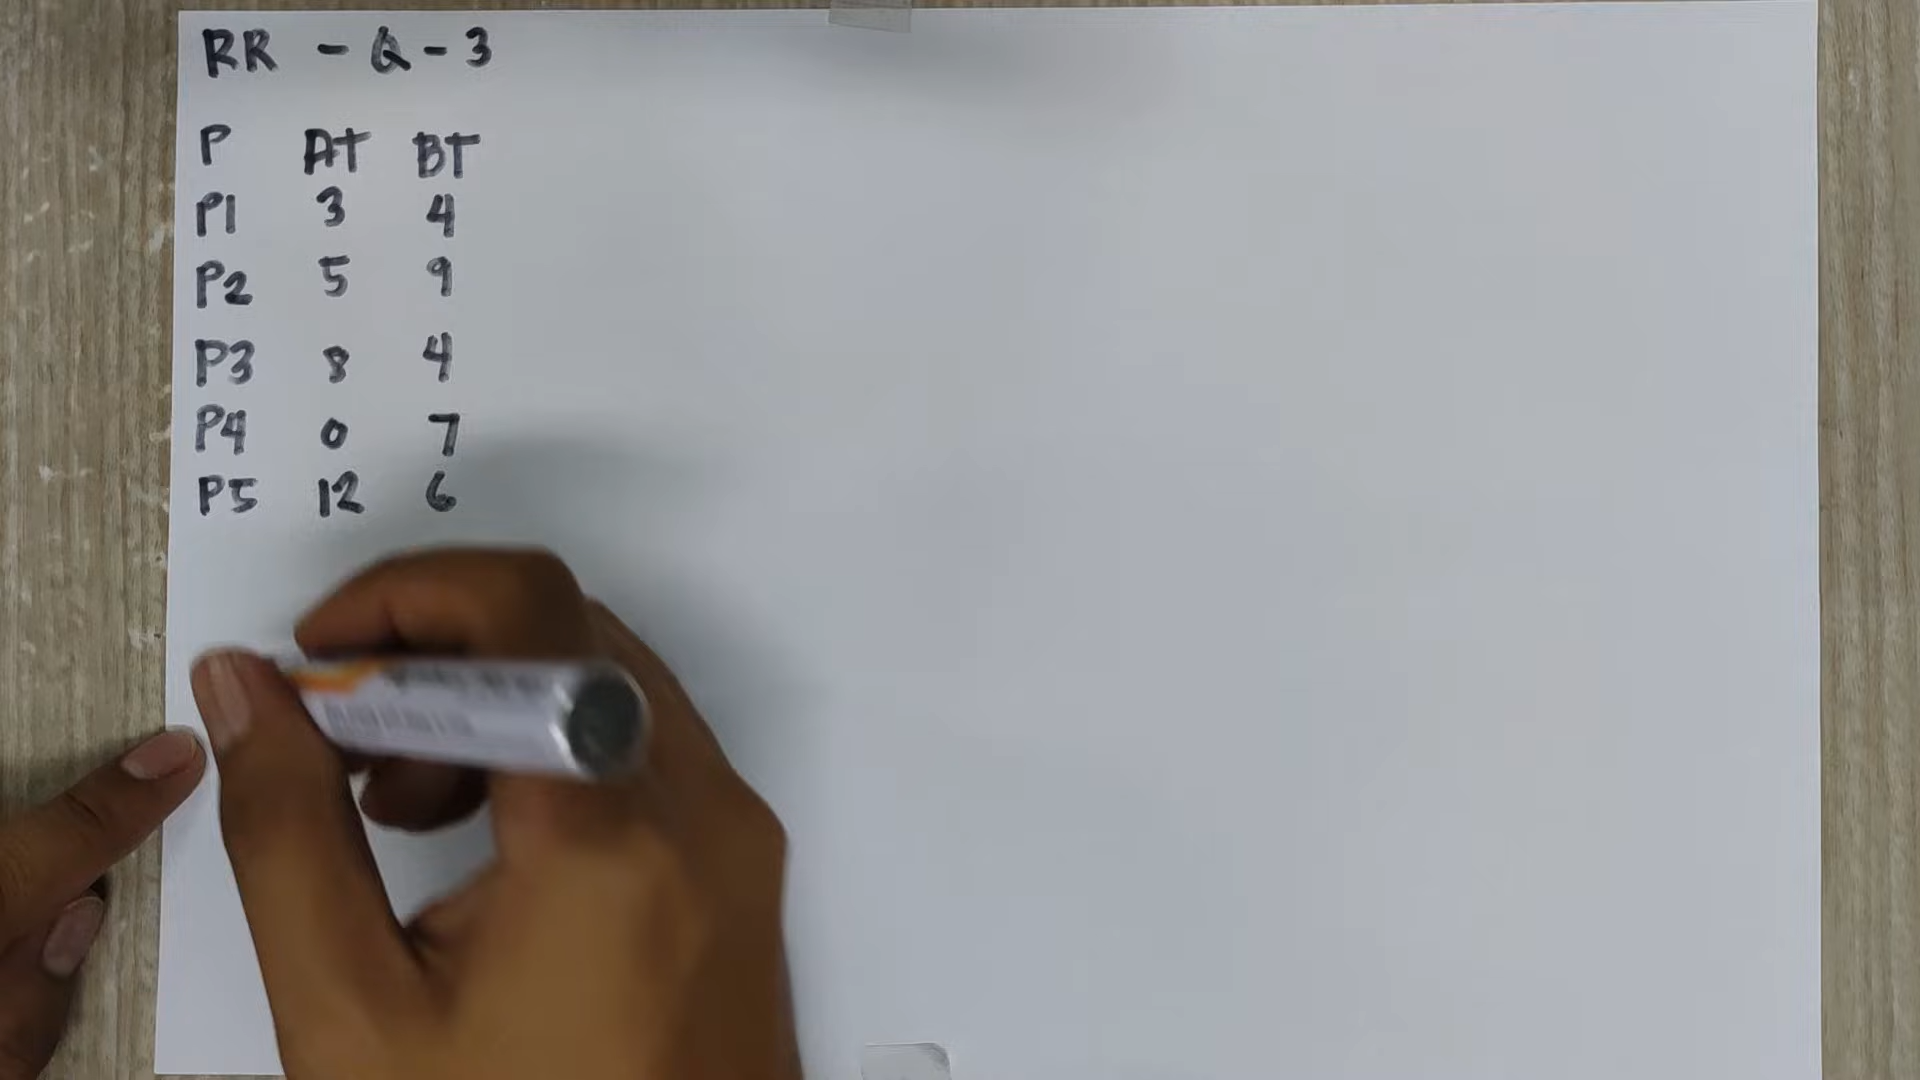 RR - Q - 3
P AT BT
P1 3 4
P2 5 9
P3 8 4
P4 0 7
P5 12 6